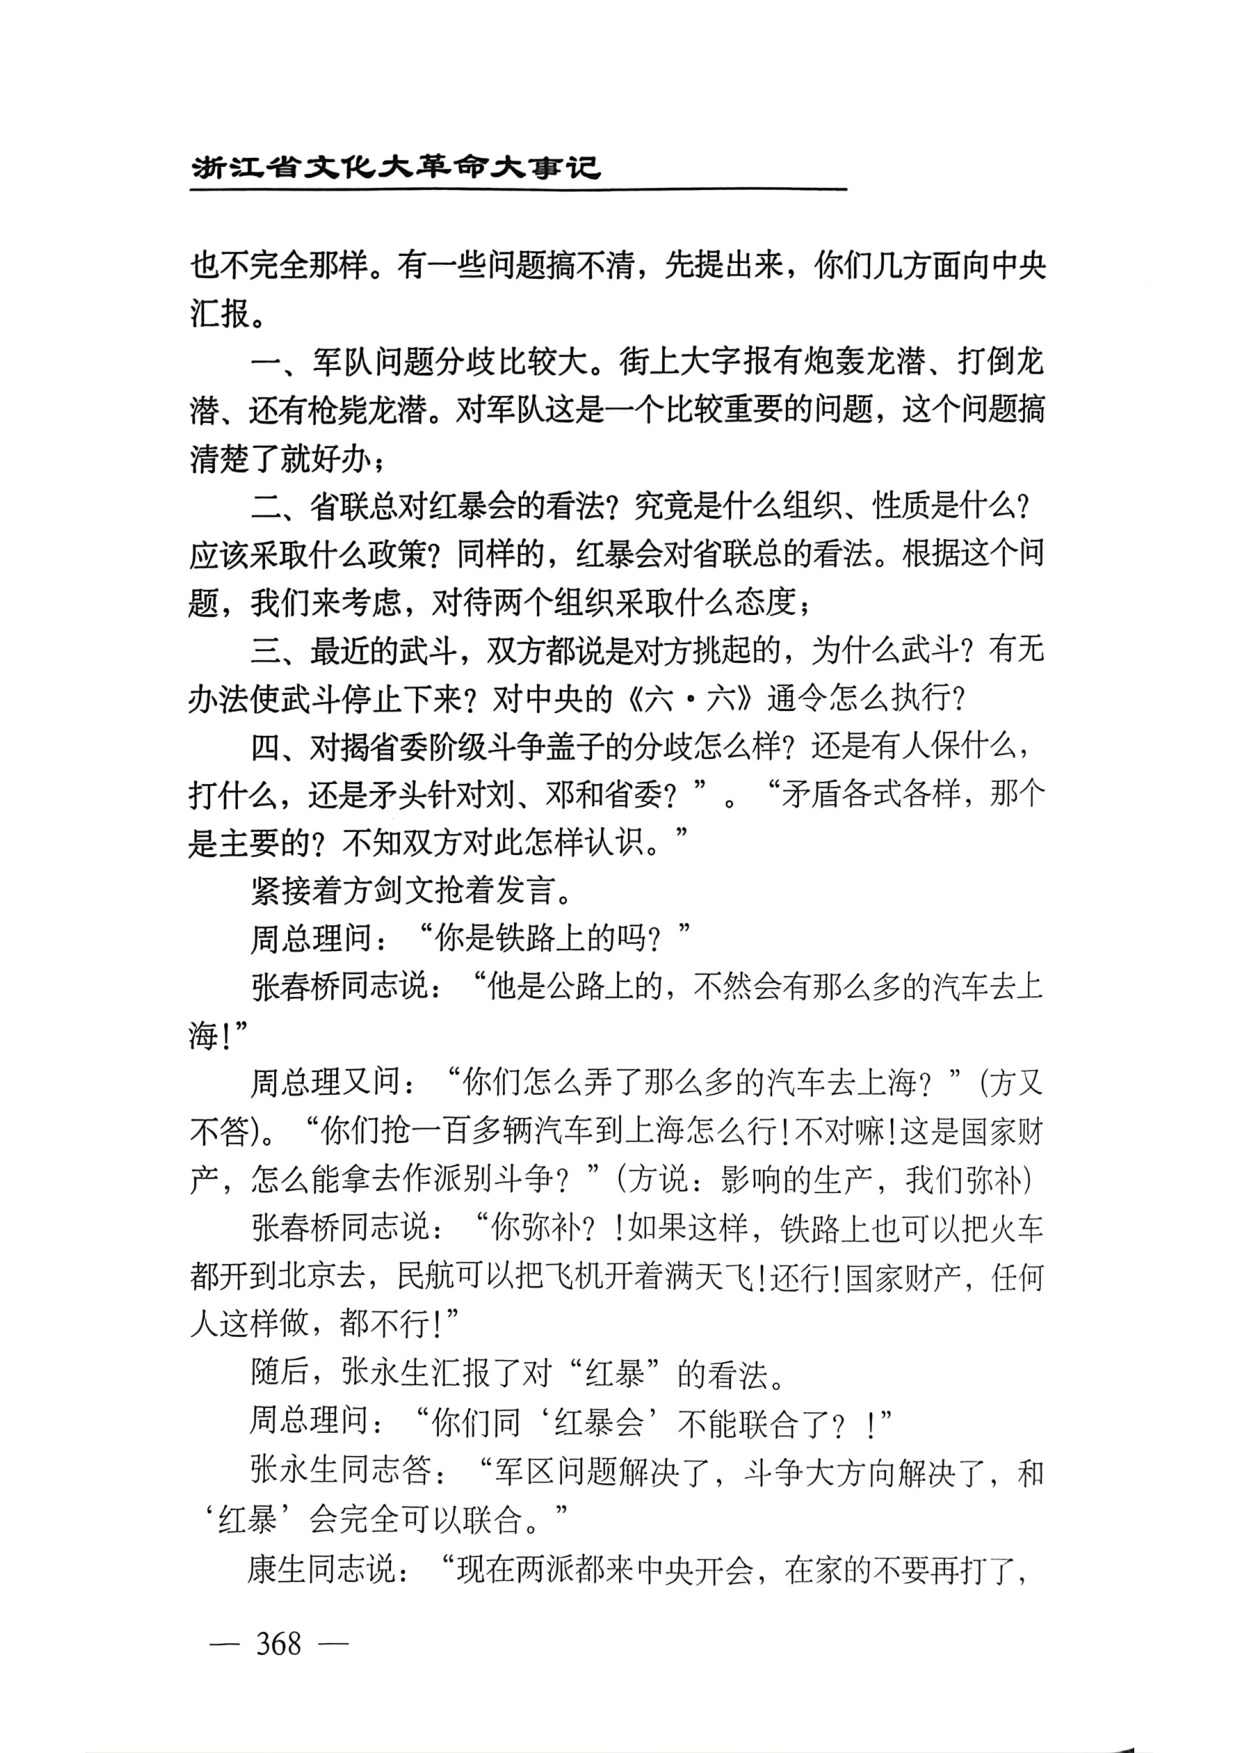 浙江省文化大革命大事记
也不完全那样。有一些问题搞不清，先提出来，你们几方面向中央
汇报。
一、军队问题分歧比较大。街上大字报有炮轰龙潜、打倒龙
潜、还有枪毙龙潜。对军队这是一个比较重要的问题，这个问题搞
清楚了就好办；
二、省联总对红暴会的看法？究竟是什么组织、性质是什么？
应该采取什么政策？同样的，红暴会对省联总的看法。根据这个问
题，我们来考虑，对待两个组织采取什么态度；
三、最近的武斗，双方都说是对方挑起的，为什么武斗？有无
办法使武斗停止下来？对中央的《六·六》通令怎么执行？
四、对揭省委阶级斗争盖子的分歧怎么样？还是有人保什么，
打什么，还是矛头针对刘、邓和省委？”。“矛盾各式各样，那个
是主要的？不知双方对此怎样认识。”
紧接着方剑文抢着发言。
周总理问：“你是铁路上的吗？”
张春桥同志说：“他是公路上的，不然会有那么多的汽车去上
海！”
周总理又问：“你们怎么弄了那么多的汽车去上海？”（方又
不答）。“你们抢一百多辆汽车到上海怎么行！不对嘛！这是国家财
产，怎么能拿去作派别斗争？”（方说：影响的生产，我们弥补）
张春桥同志说：“你弥补？！如果这样，铁路上也可以把火车
都开到北京去，民航可以把飞机开着满天飞！还行！国家财产，任何
人这样做，都不行！”
随后，张永生汇报了对“红暴”的看法。
周总理问：“你们同‘红暴会’不能联合了？！”
张永生同志答：“军区问题解决了，斗争大方向解决了，和
‘红暴’会完全可以联合。”
康生同志说：“现在两派都来中央开会，在家的不要再打了，
— 368 —